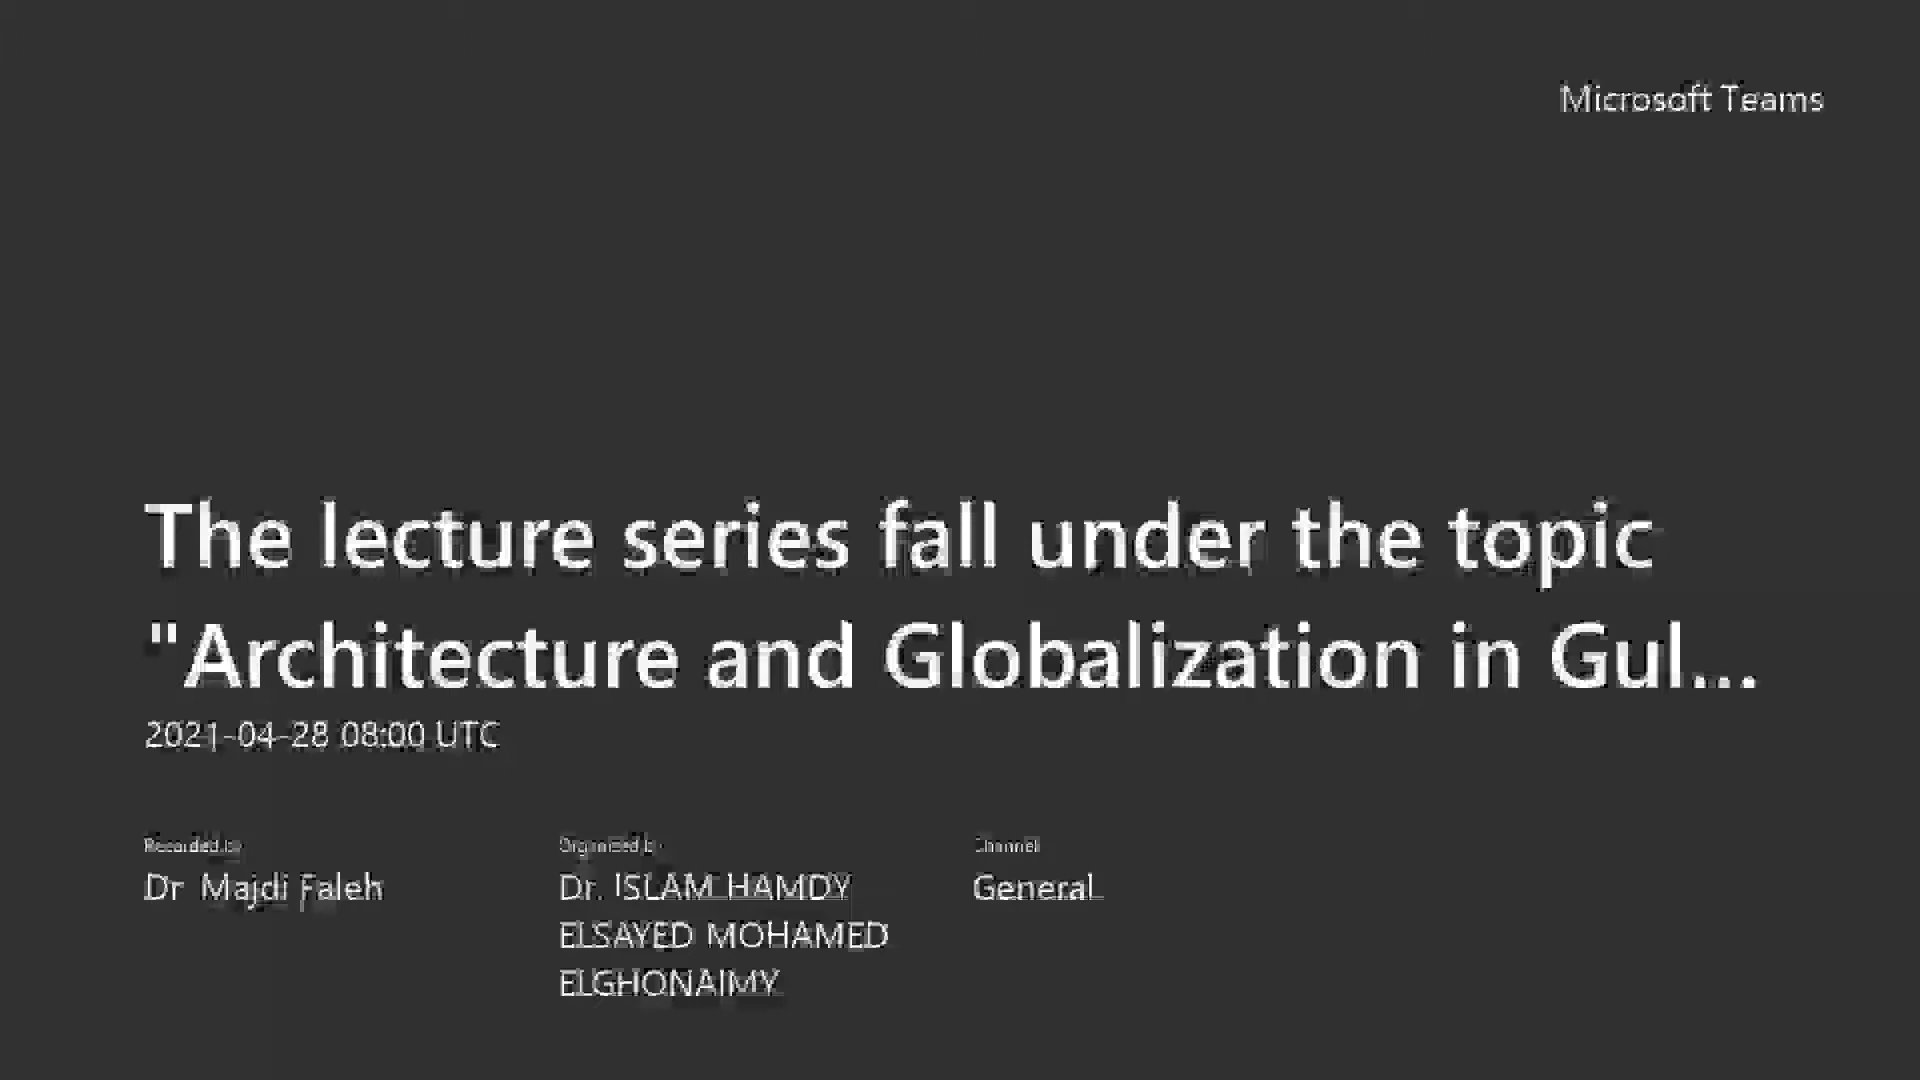 Microsoft Teams
The lecture series fall under the topic
"Architecture and Globalization in Gul...
2021-04-28 08:00 UTC
Recorded by
Organized by
Channel
Dr Majdi Faleh
Dr. ISLAM HAMDY
General
ELSAYED MOHAMED
ELGHONAIMY